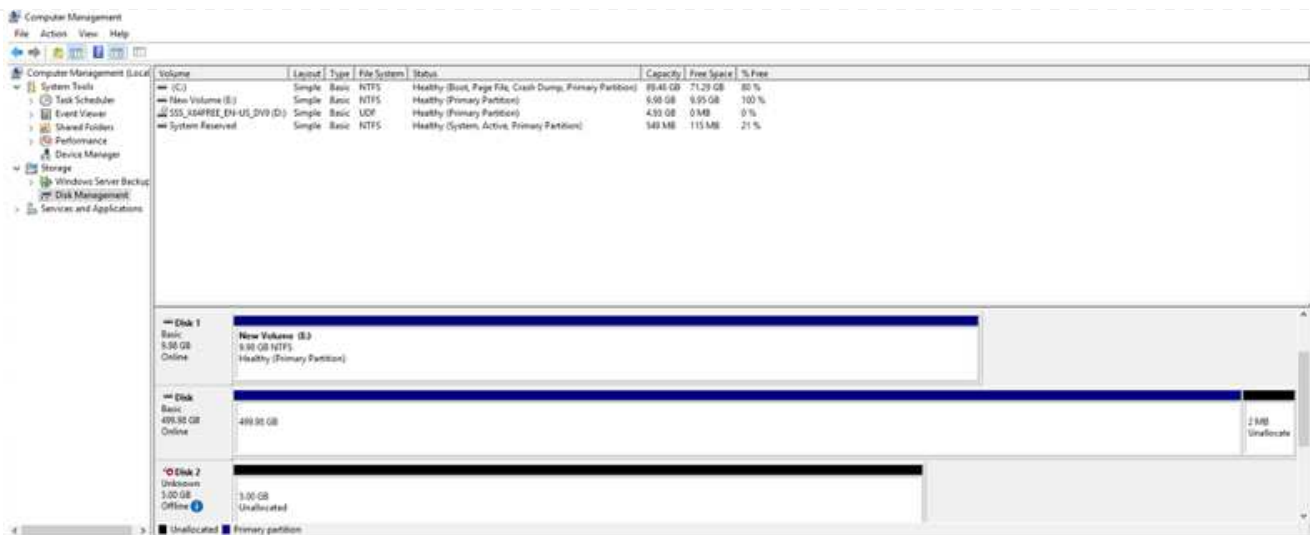 Computer Management
File Action View Help
Computer Management (Local
System Tools
Task Scheduler
Event Viewer
Shared Folders
Performance
Device Manager
Storage
Windows Server Backup
Disk Management
Services and Applications
Volume Layout Type File System Status Capacity Free Space % Free
(C:) Simple Basic NTFS Healthy (Boot, Page File, Crash Dump, Primary Partition) 89.46 GB 71.29 GB 80 %
New Volume (E:) Simple Basic NTFS Healthy (Primary Partition) 9.98 GB 9.95 GB 100 %
SSS_X64FREE_EN-US_DV9 (D:) Simple Basic UDF Healthy (Primary Partition) 4.93 GB 0 MB 0 %
System Reserved Simple Basic NTFS Healthy (System, Active, Primary Partition) 549 MB 115 MB 21 %
Disk 1
Basic
9.98 GB
Online
New Volume (E:)
9.98 GB NTFS
Healthy (Primary Partition)
Disk
Basic
499.98 GB
Online
499.98 GB
2 MB
Unallocate
Disk 2
Unknown
5.00 GB
Offline
5.00 GB
Unallocated
Unallocated Primary partition